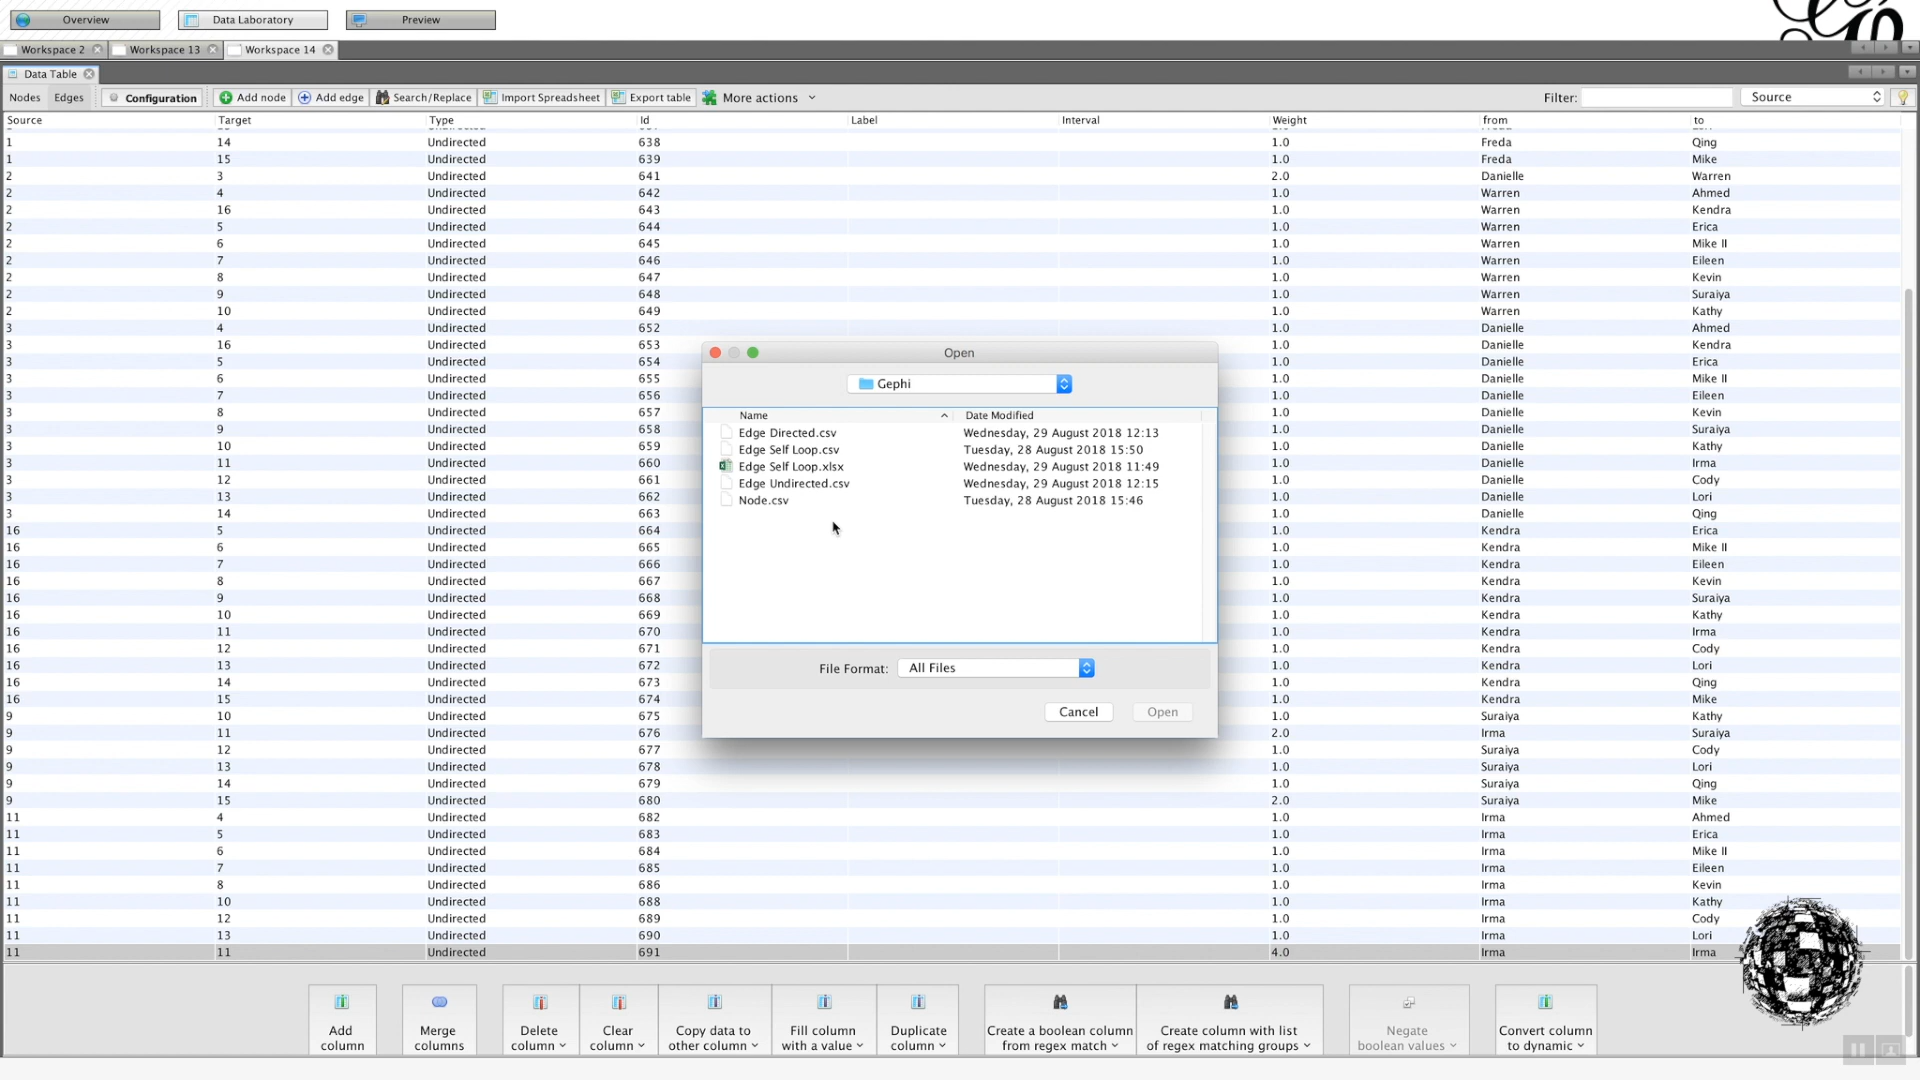 Overview Data Laboratory Preview
Workspace 2 Workspace 13 Workspace 14
Data Table
Nodes Edges Configuration Add node Add edge Search/Replace Import Spreadsheet Export table More actions Filter: Source
Source Target Type Id Label Interval Weight from to
1 14 Undirected 638 1.0 Freda Qing
1 15 Undirected 639 1.0 Freda Mike
2 3 Undirected 641 2.0 Danielle Warren
2 4 Undirected 642 1.0 Warren Ahmed
2 16 Undirected 643 1.0 Warren Kendra
2 5 Undirected 644 1.0 Warren Erica
2 6 Undirected 645 1.0 Warren Mike II
2 7 Undirected 646 1.0 Warren Eileen
2 8 Undirected 647 1.0 Warren Kevin
2 9 Undirected 648 1.0 Warren Suraiya
2 10 Undirected 649 1.0 Warren Kathy
3 4 Undirected 652 1.0 Danielle Ahmed
3 16 Undirected 653 1.0 Danielle Kendra
Open
3 5 Undirected 654 1.0 Danielle Erica
3 6 Undirected 655 1.0 Danielle Mike II
Gephi
3 7 Undirected 656 1.0 Danielle Eileen
3 8 Undirected 657 1.0 Danielle Kevin
Name Date Modified
3 9 Undirected 658 1.0 Danielle Suraiya
Edge Directed.csv Wednesday, 29 August 2018 12:13
3 10 Undirected 659 1.0 Danielle Kathy
Edge Self Loop.csv Tuesday, 28 August 2018 15:50
3 11 Undirected 660 1.0 Danielle Irma
Edge Self Loop.xlsx Wednesday, 29 August 2018 11:49
3 12 Undirected 661 1.0 Danielle Cody
Edge Undirected.csv Wednesday, 29 August 2018 12:15
3 13 Undirected 662 1.0 Danielle Lori
Node.csv Tuesday, 28 August 2018 15:46
3 14 Undirected 663 1.0 Danielle Qing
16 5 Undirected 664 1.0 Kendra Erica
16 6 Undirected 665 1.0 Kendra Mike II
16 7 Undirected 666 1.0 Kendra Eileen
16 8 Undirected 667 1.0 Kendra Kevin
16 9 Undirected 668 1.0 Kendra Suraiya
16 10 Undirected 669 1.0 Kendra Kathy
16 11 Undirected 670 1.0 Kendra Irma
16 12 Undirected 671 1.0 Kendra Cody
16 13 Undirected 672 1.0 Kendra Lori
File Format: All Files
16 14 Undirected 673 1.0 Kendra Qing
16 15 Undirected 674 1.0 Kendra Mike
Cancel Open
9 10 Undirected 675 1.0 Suraiya Kathy
9 11 Undirected 676 2.0 Irma Suraiya
9 12 Undirected 677 1.0 Suraiya Cody
9 13 Undirected 678 1.0 Suraiya Lori
9 14 Undirected 679 1.0 Suraiya Qing
9 15 Undirected 680 2.0 Suraiya Mike
11 4 Undirected 682 1.0 Irma Ahmed
11 5 Undirected 683 1.0 Irma Erica
11 6 Undirected 684 1.0 Irma Mike II
11 7 Undirected 685 1.0 Irma Eileen
11 8 Undirected 686 1.0 Irma Kevin
11 10 Undirected 688 1.0 Irma Kathy
11 12 Undirected 689 1.0 Irma Cody
11 13 Undirected 690 1.0 Irma Lori
11 11 Undirected 691 4.0 Irma Irma
Add column
Merge columns
Delete column
Clear column
Copy data to other column
Fill column with a value
Duplicate column
Create a boolean column from regex match
Create column with list of regex matching groups
Negate boolean values
Convert column to dynamic